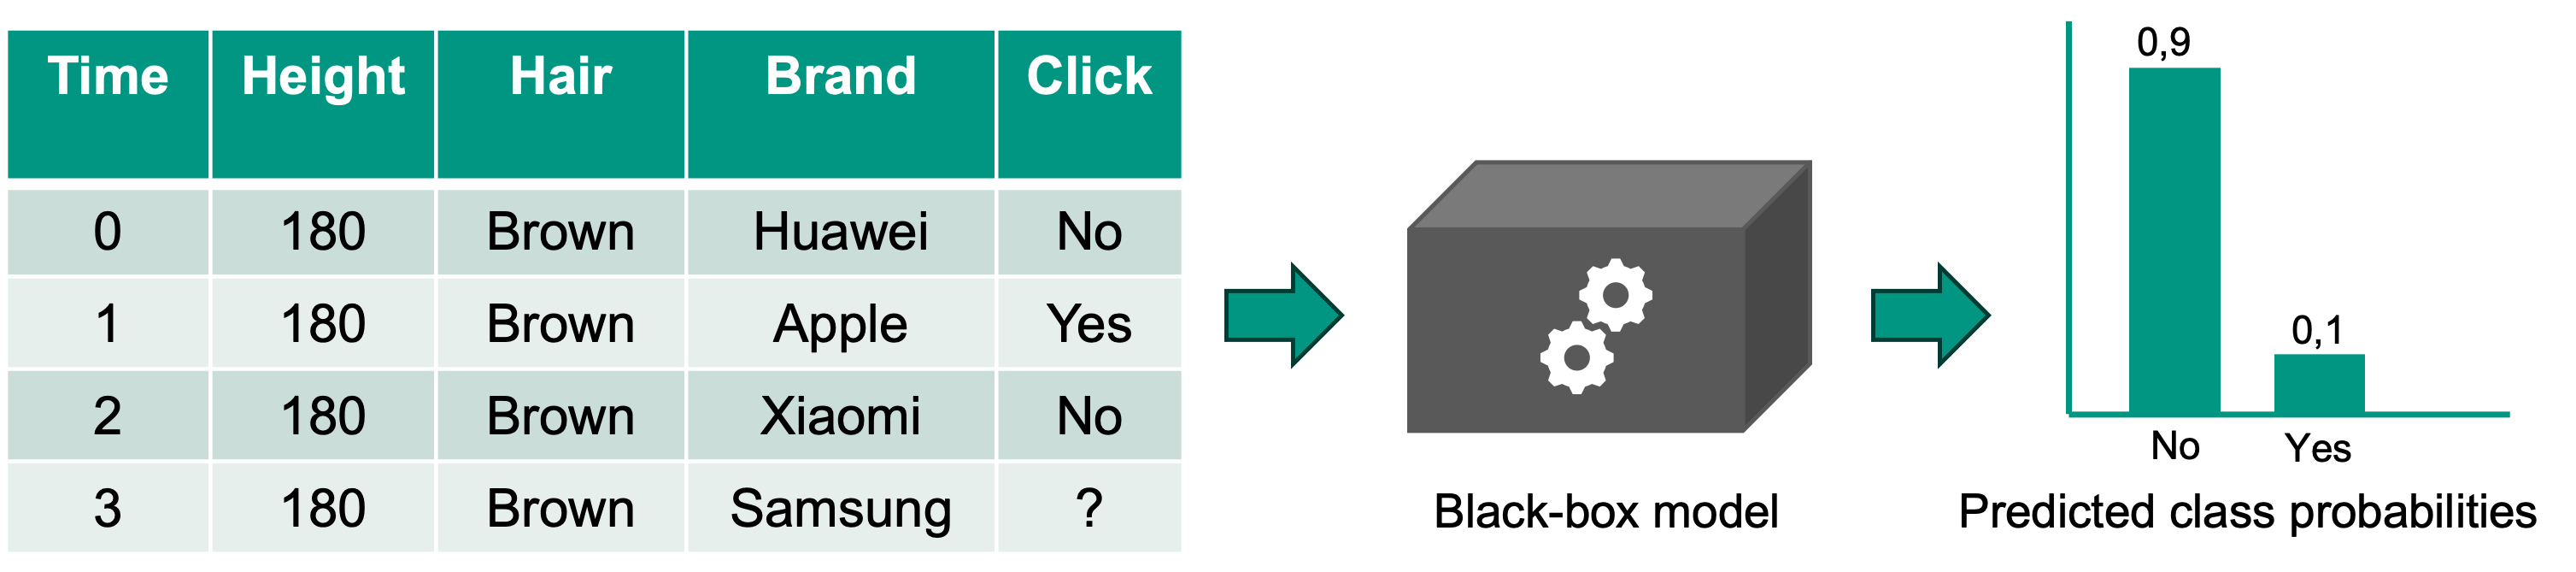 Time Height Hair Brand Click
0 180 Brown Huawei No
1 180 Brown Apple Yes
2 180 Brown Xiaomi No
3 180 Brown Samsung ?
Black-box model
0,9
0,1
No Yes
Predicted class probabilities